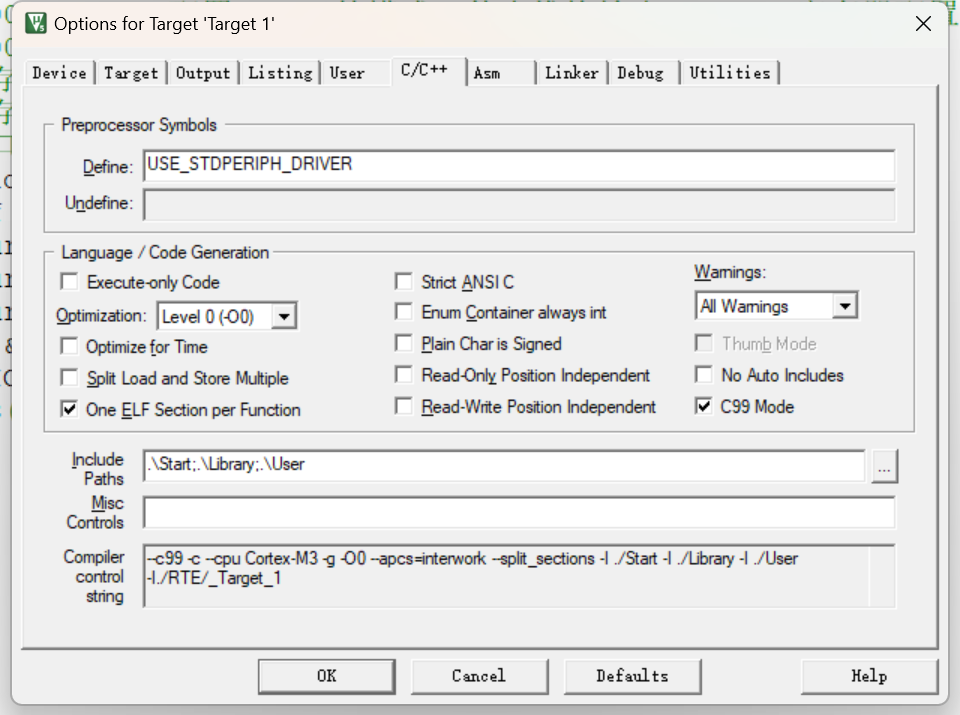 Options for Target 'Target 1'
Device Target Output Listing User C/C++ Asm Linker Debug Utilities
Preprocessor Symbols
Define: USE_STDPERIPH_DRIVER
Undefine:
Language / Code Generation
Execute-only Code
Optimization: Level 0 (-O0)
Optimize for Time
Split Load and Store Multiple
One ELF Section per Function
Strict ANSI C
Enum Container always int
Plain Char is Signed
Read-Only Position Independent
Read-Write Position Independent
Warnings:
All Warnings
Thumb Mode
No Auto Includes
C99 Mode
Include
Paths
.\Start;.\Library;.\User
...
Misc
Controls
Compiler
control
string
--c99 -c --cpu Cortex-M3 -g -O0 --apcs=interwork --split_sections -I ./Start -I ./Library -I ./User
-I./RTE/_Target_1
OK Cancel Defaults Help